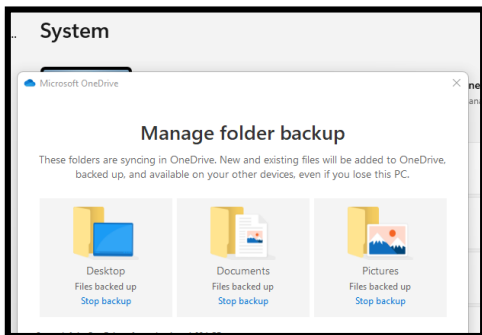 System
Microsoft OneDrive
Manage folder backup
These folders are syncing in OneDrive. New and existing files will be added to OneDrive,
backed up, and available on your other devices, even if you lose this PC.
Desktop Documents Pictures
Files backed up Files backed up Files backed up
Stop backup Stop backup Stop backup